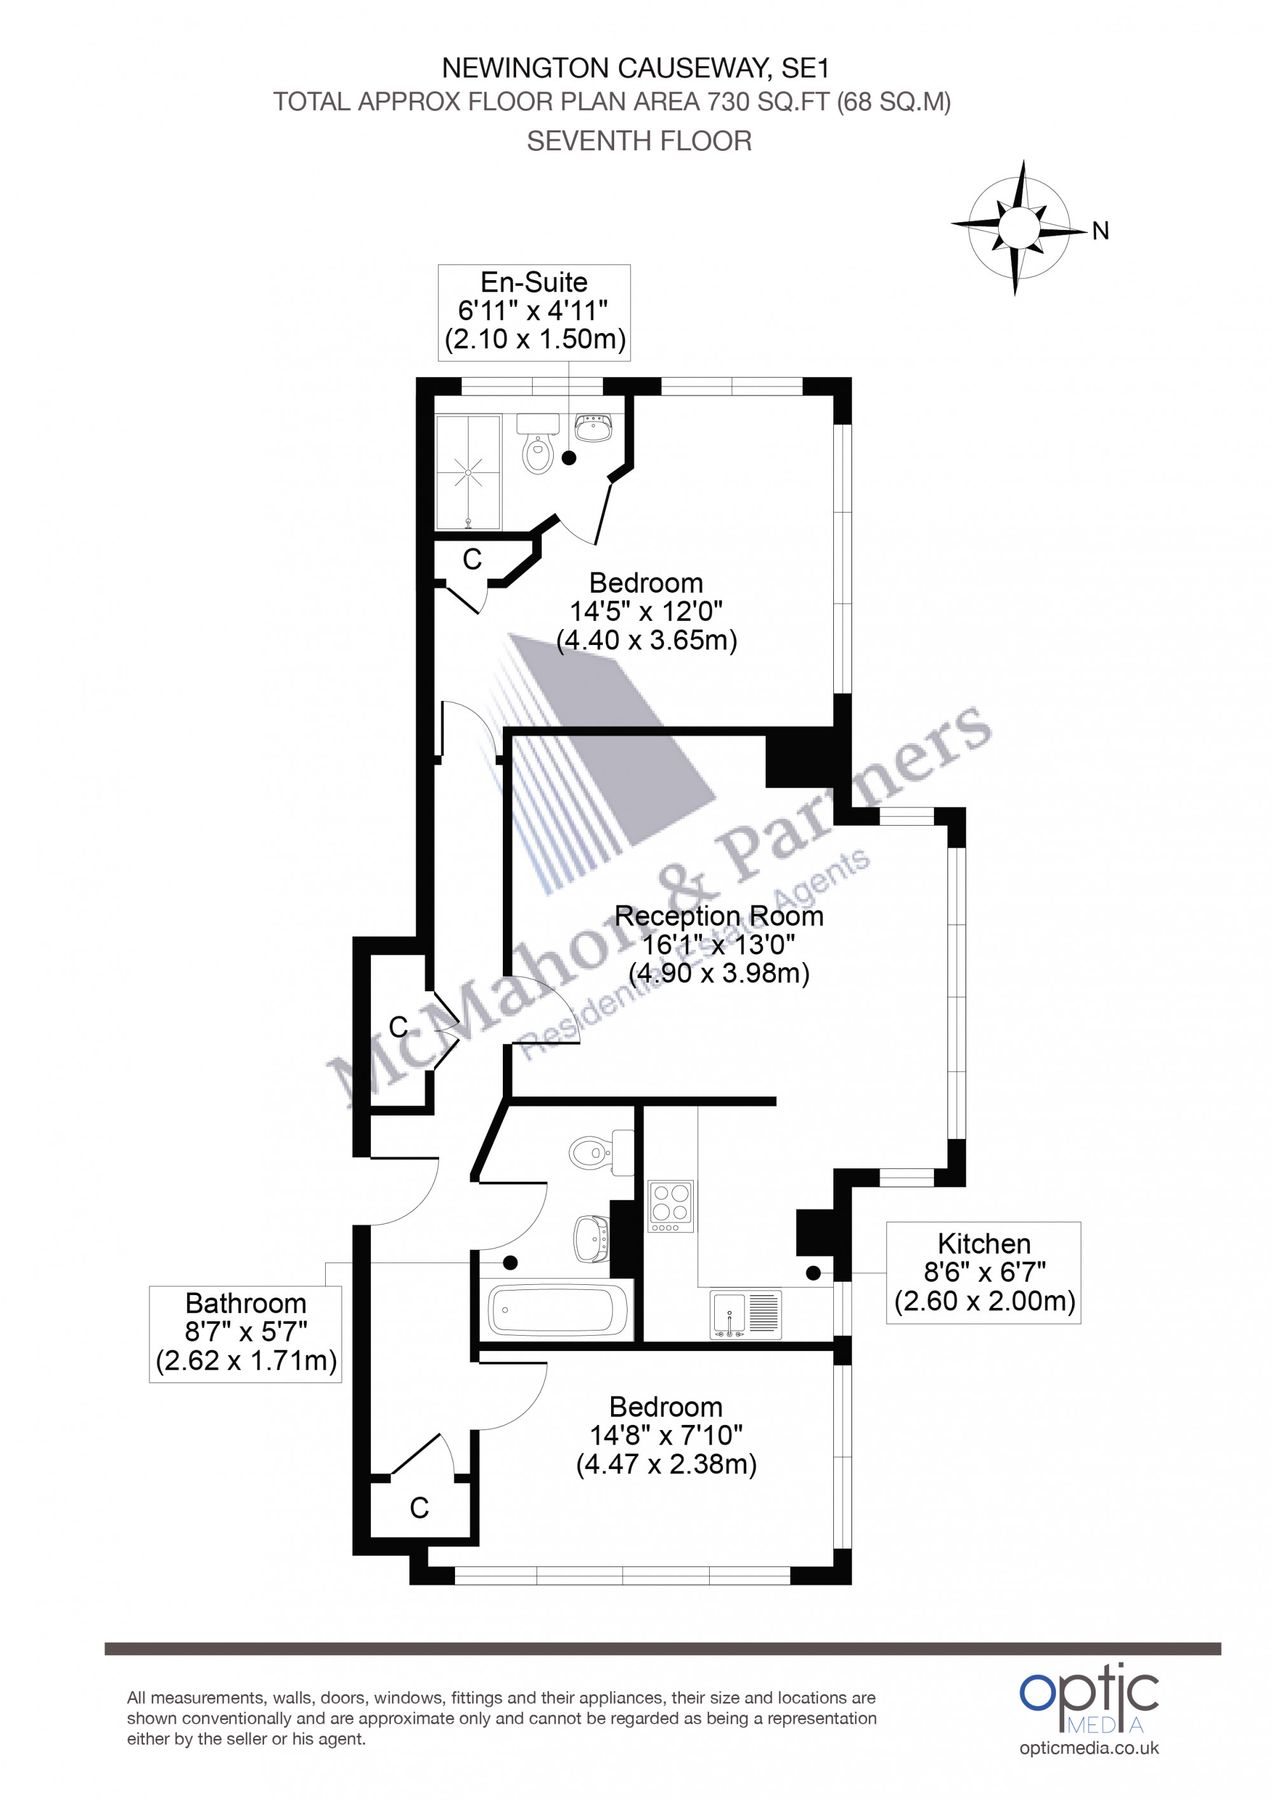 NEWINGTON CAUSEWAY, SE1
TOTAL APPROX FLOOR PLAN AREA 730 SQ.FT (68 SQ.M)
SEVENTH FLOOR
N
En-Suite
6'11" x 4'11"
(2.10 x 1.50m)
C
Bedroom
14'5" x 12'0"
(4.40 x 3.65m)
McMahon & Partners
Residential Estate Agents
Reception Room
16'1" x 13'0"
(4.90 x 3.98m)
C
Kitchen
8'6" x 6'7"
(2.60 x 2.00m)
Bathroom
8'7" x 5'7"
(2.62 x 1.71m)
Bedroom
14'8" x 7'10"
(4.47 x 2.38m)
C
All measurements, walls, doors, windows, fittings and their appliances, their size and locations are
shown conventionally and are approximate only and cannot be regarded as being a representation
either by the seller or his agent.
optic
MEDIA
opticmedia.co.uk